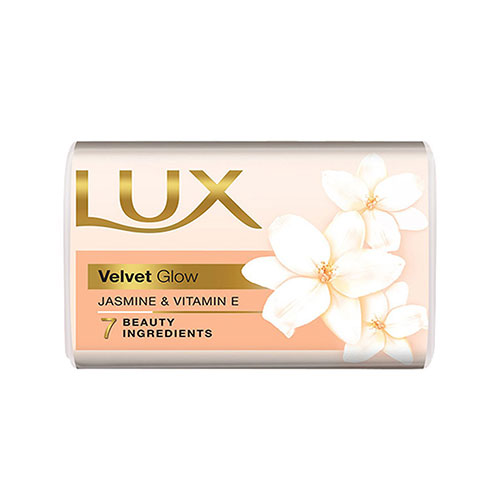 LUX
Velvet Glow
JASMINE & VITAMIN E
7 BEAUTY
INGREDIENTS